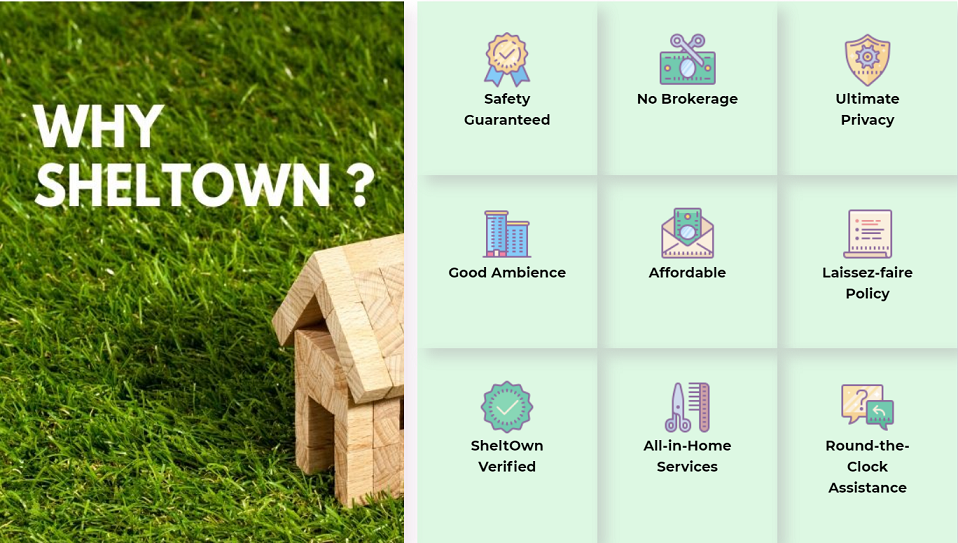 WHY
SHELTOWN ?
Safety
Guaranteed
No Brokerage
Ultimate
Privacy
Good Ambience
Affordable
Laissez-faire
Policy
SheltOwn
Verified
All-in-Home
Services
Round-the-
Clock
Assistance